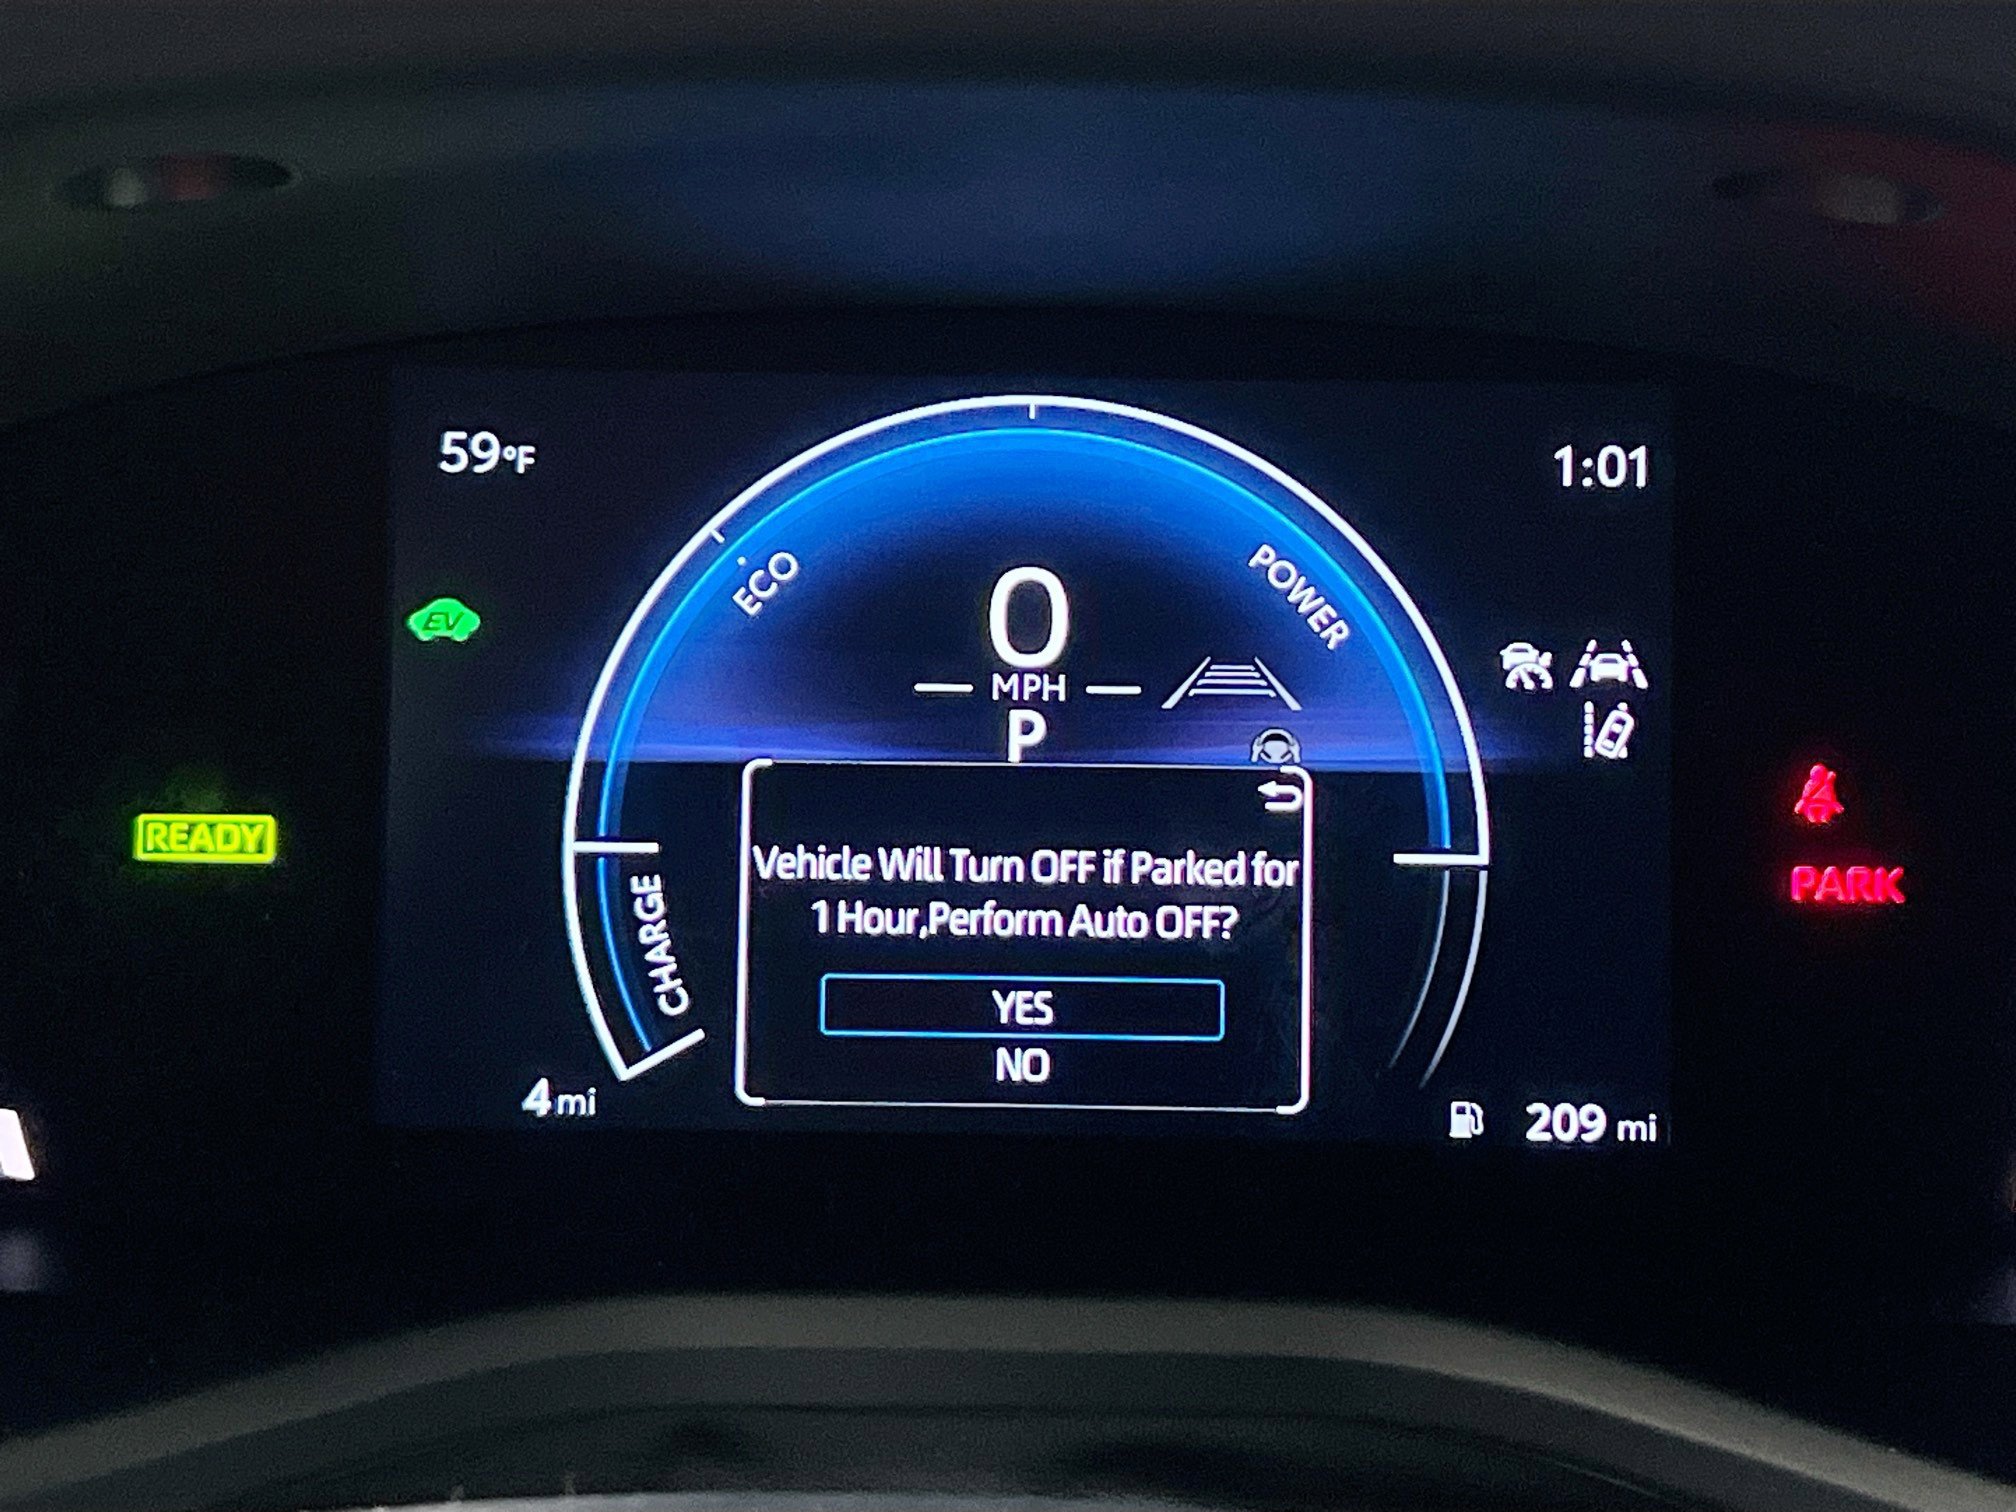 59°F
1:01
ECO
POWER
EV
0
MPH
P
READY
Vehicle Will Turn OFF if Parked for
1 Hour,Perform Auto OFF?
PARK
CHARGE
YES
NO
4 mi
209 mi